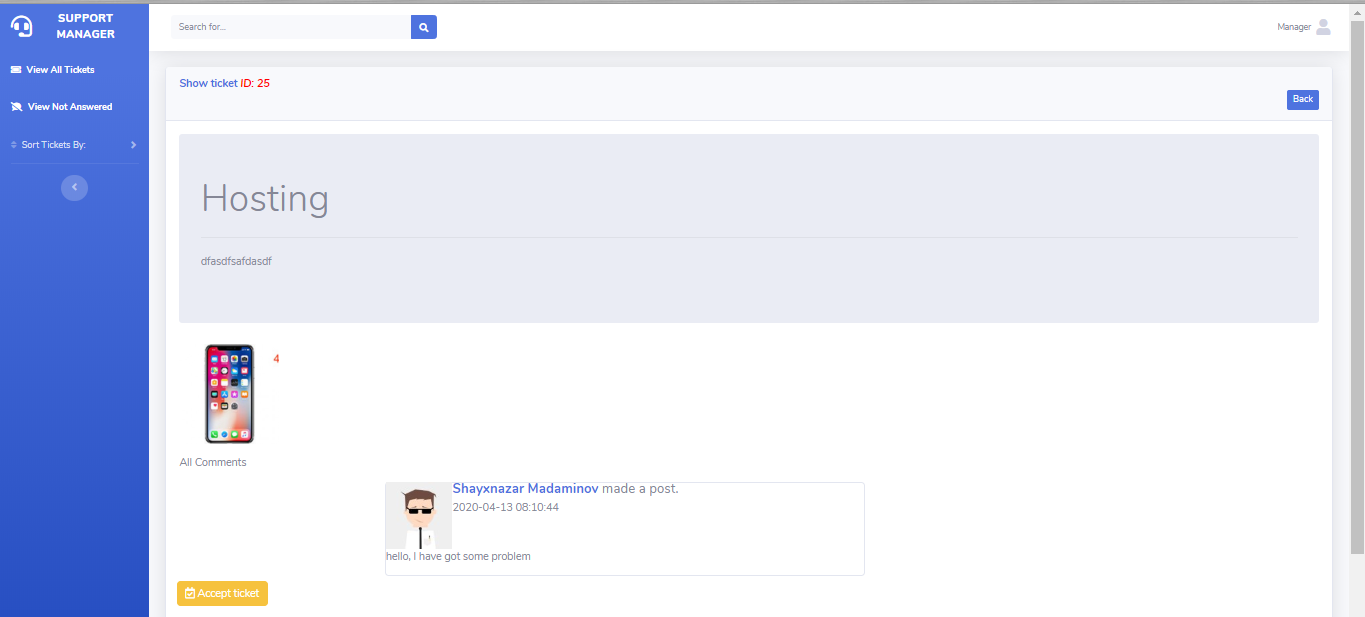 SUPPORT
MANAGER
Search for...
Manager
View All Tickets
View Not Answered
Sort Tickets By:
Show ticket ID: 25
Back
Hosting
dfasdfsafdasdf
4
All Comments
Shayxnazar Madaminov made a post.
2020-04-13 08:10:44
hello, I have got some problem
Accept ticket